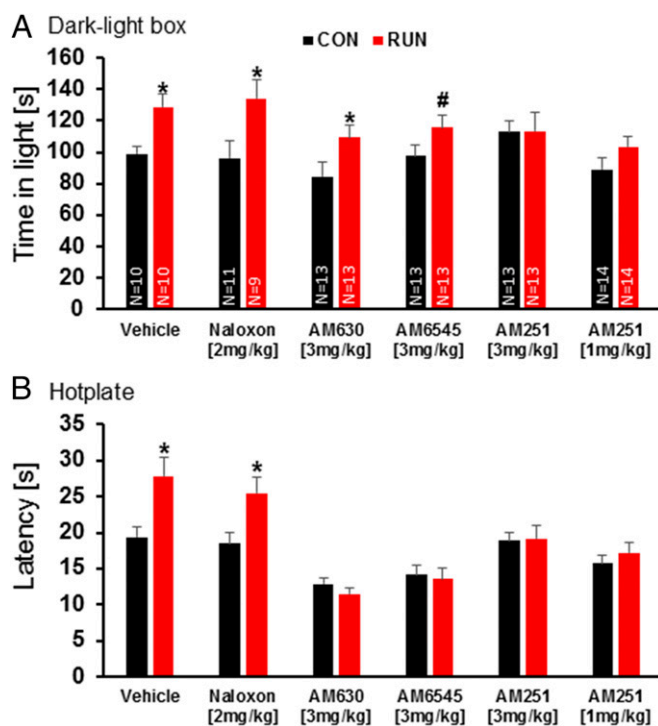 A Dark-light box
CON RUN
Time in light [s]
160
140
120
100
80
60
40
20
0
* * * #
N=10 N=10 N=11 N=9 N=13 N=13 N=13 N=13 N=13 N=13 N=14 N=14
Vehicle Naloxon AM630 AM6545 AM251 AM251
[2mg/kg] [3mg/kg] [3mg/kg] [3mg/kg] [1mg/kg]
B Hotplate
Latency [s]
35
30
25
20
15
10
5
0
* *
Vehicle Naloxon AM630 AM6545 AM251 AM251
[2mg/kg] [3mg/kg] [3mg/kg] [3mg/kg] [1mg/kg]